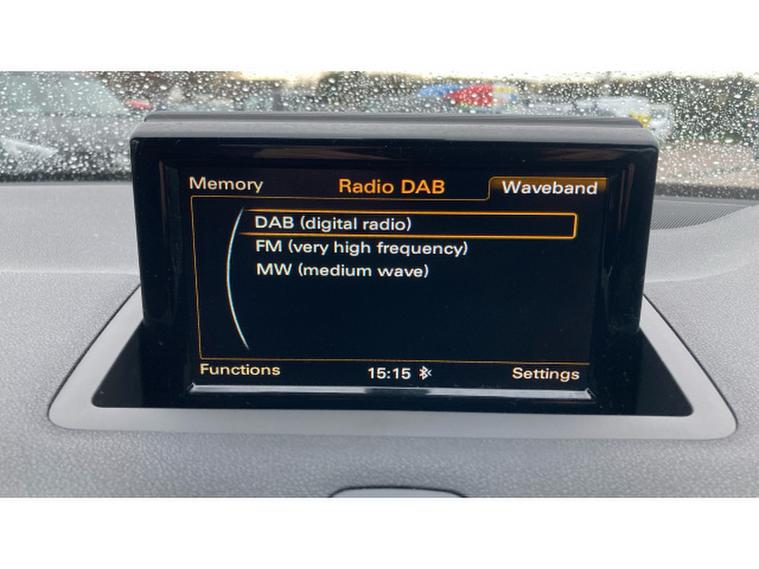 Memory Radio DAB Waveband
DAB (digital radio)
FM (very high frequency)
MW (medium wave)
Functions 15:15 Settings